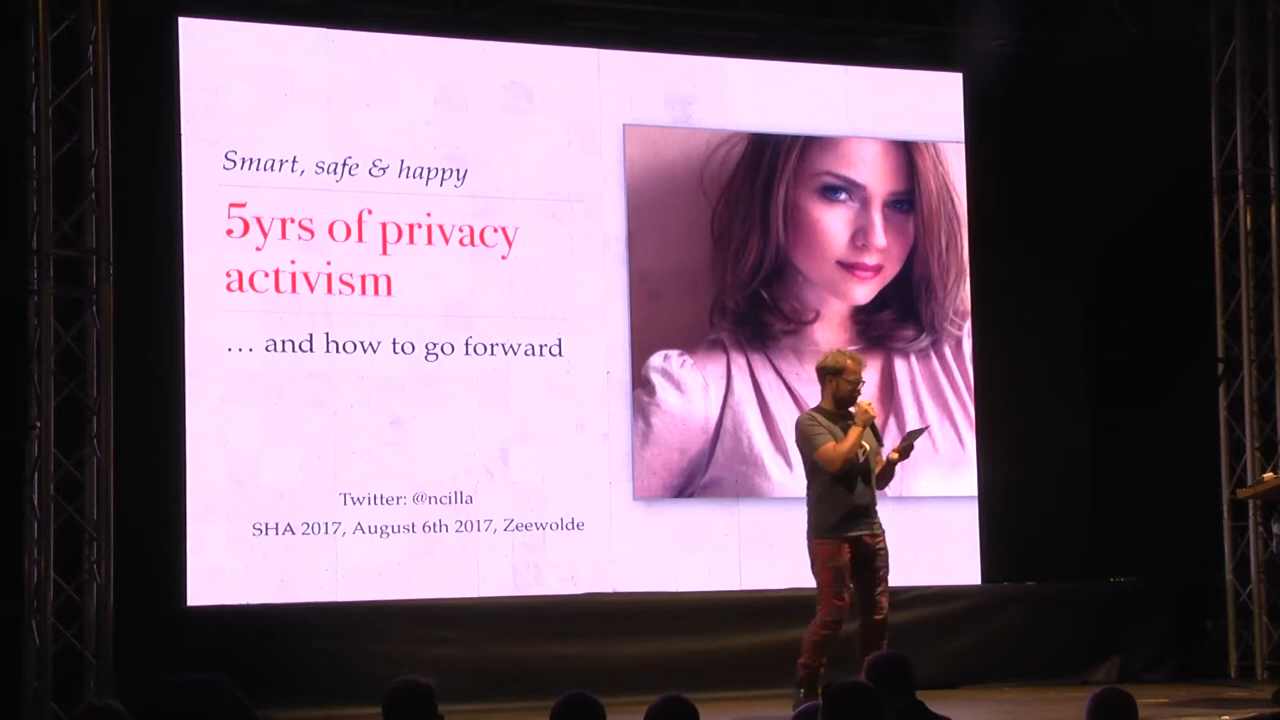 Smart, safe & happy
5yrs of privacy
activism
… and how to go forward
Twitter: @ncilla
SHA 2017, August 6th 2017, Zeewolde